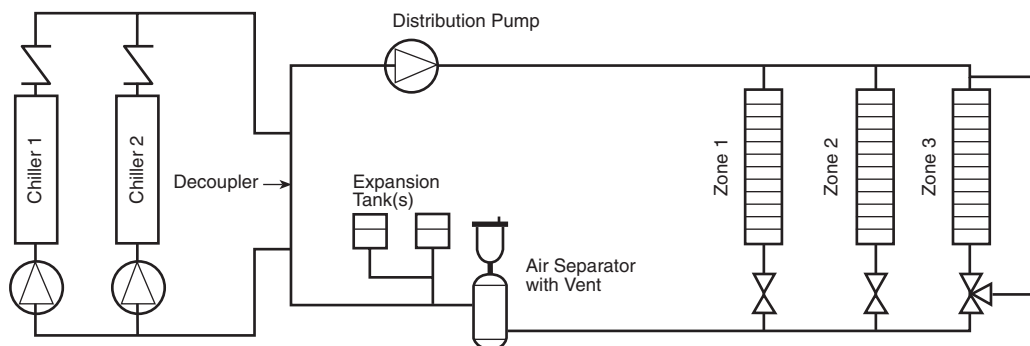 Distribution Pump
Chiller 1
Chiller 2
Decoupler
Expansion
Tank(s)
Air Separator
with Vent
Zone 1
Zone 2
Zone 3